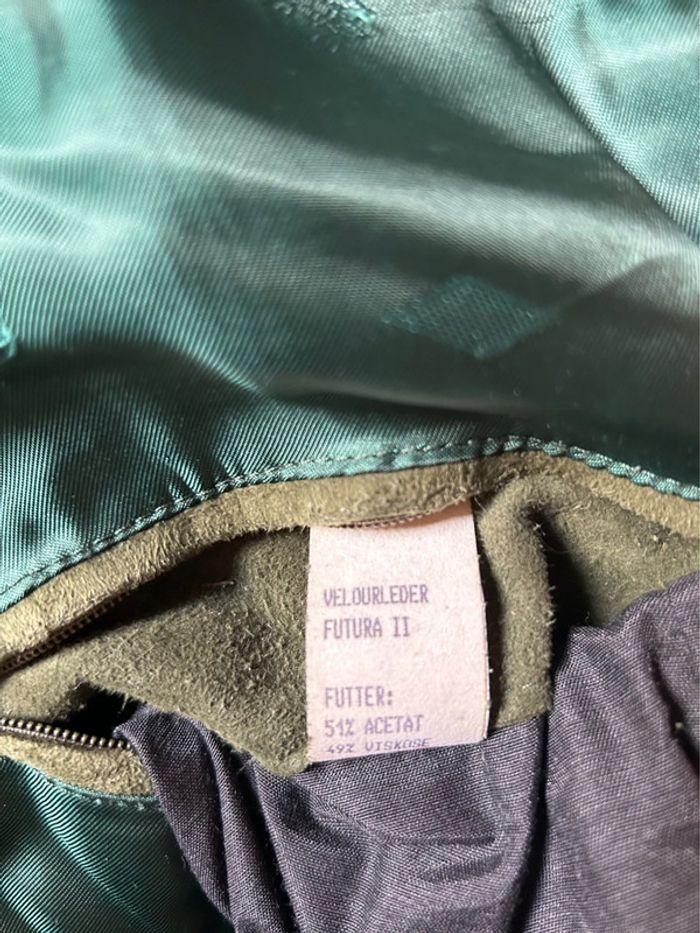 VELOURLEDER
FUTURA II
FUTTER:
51% ACETAT
49% VISKOSE